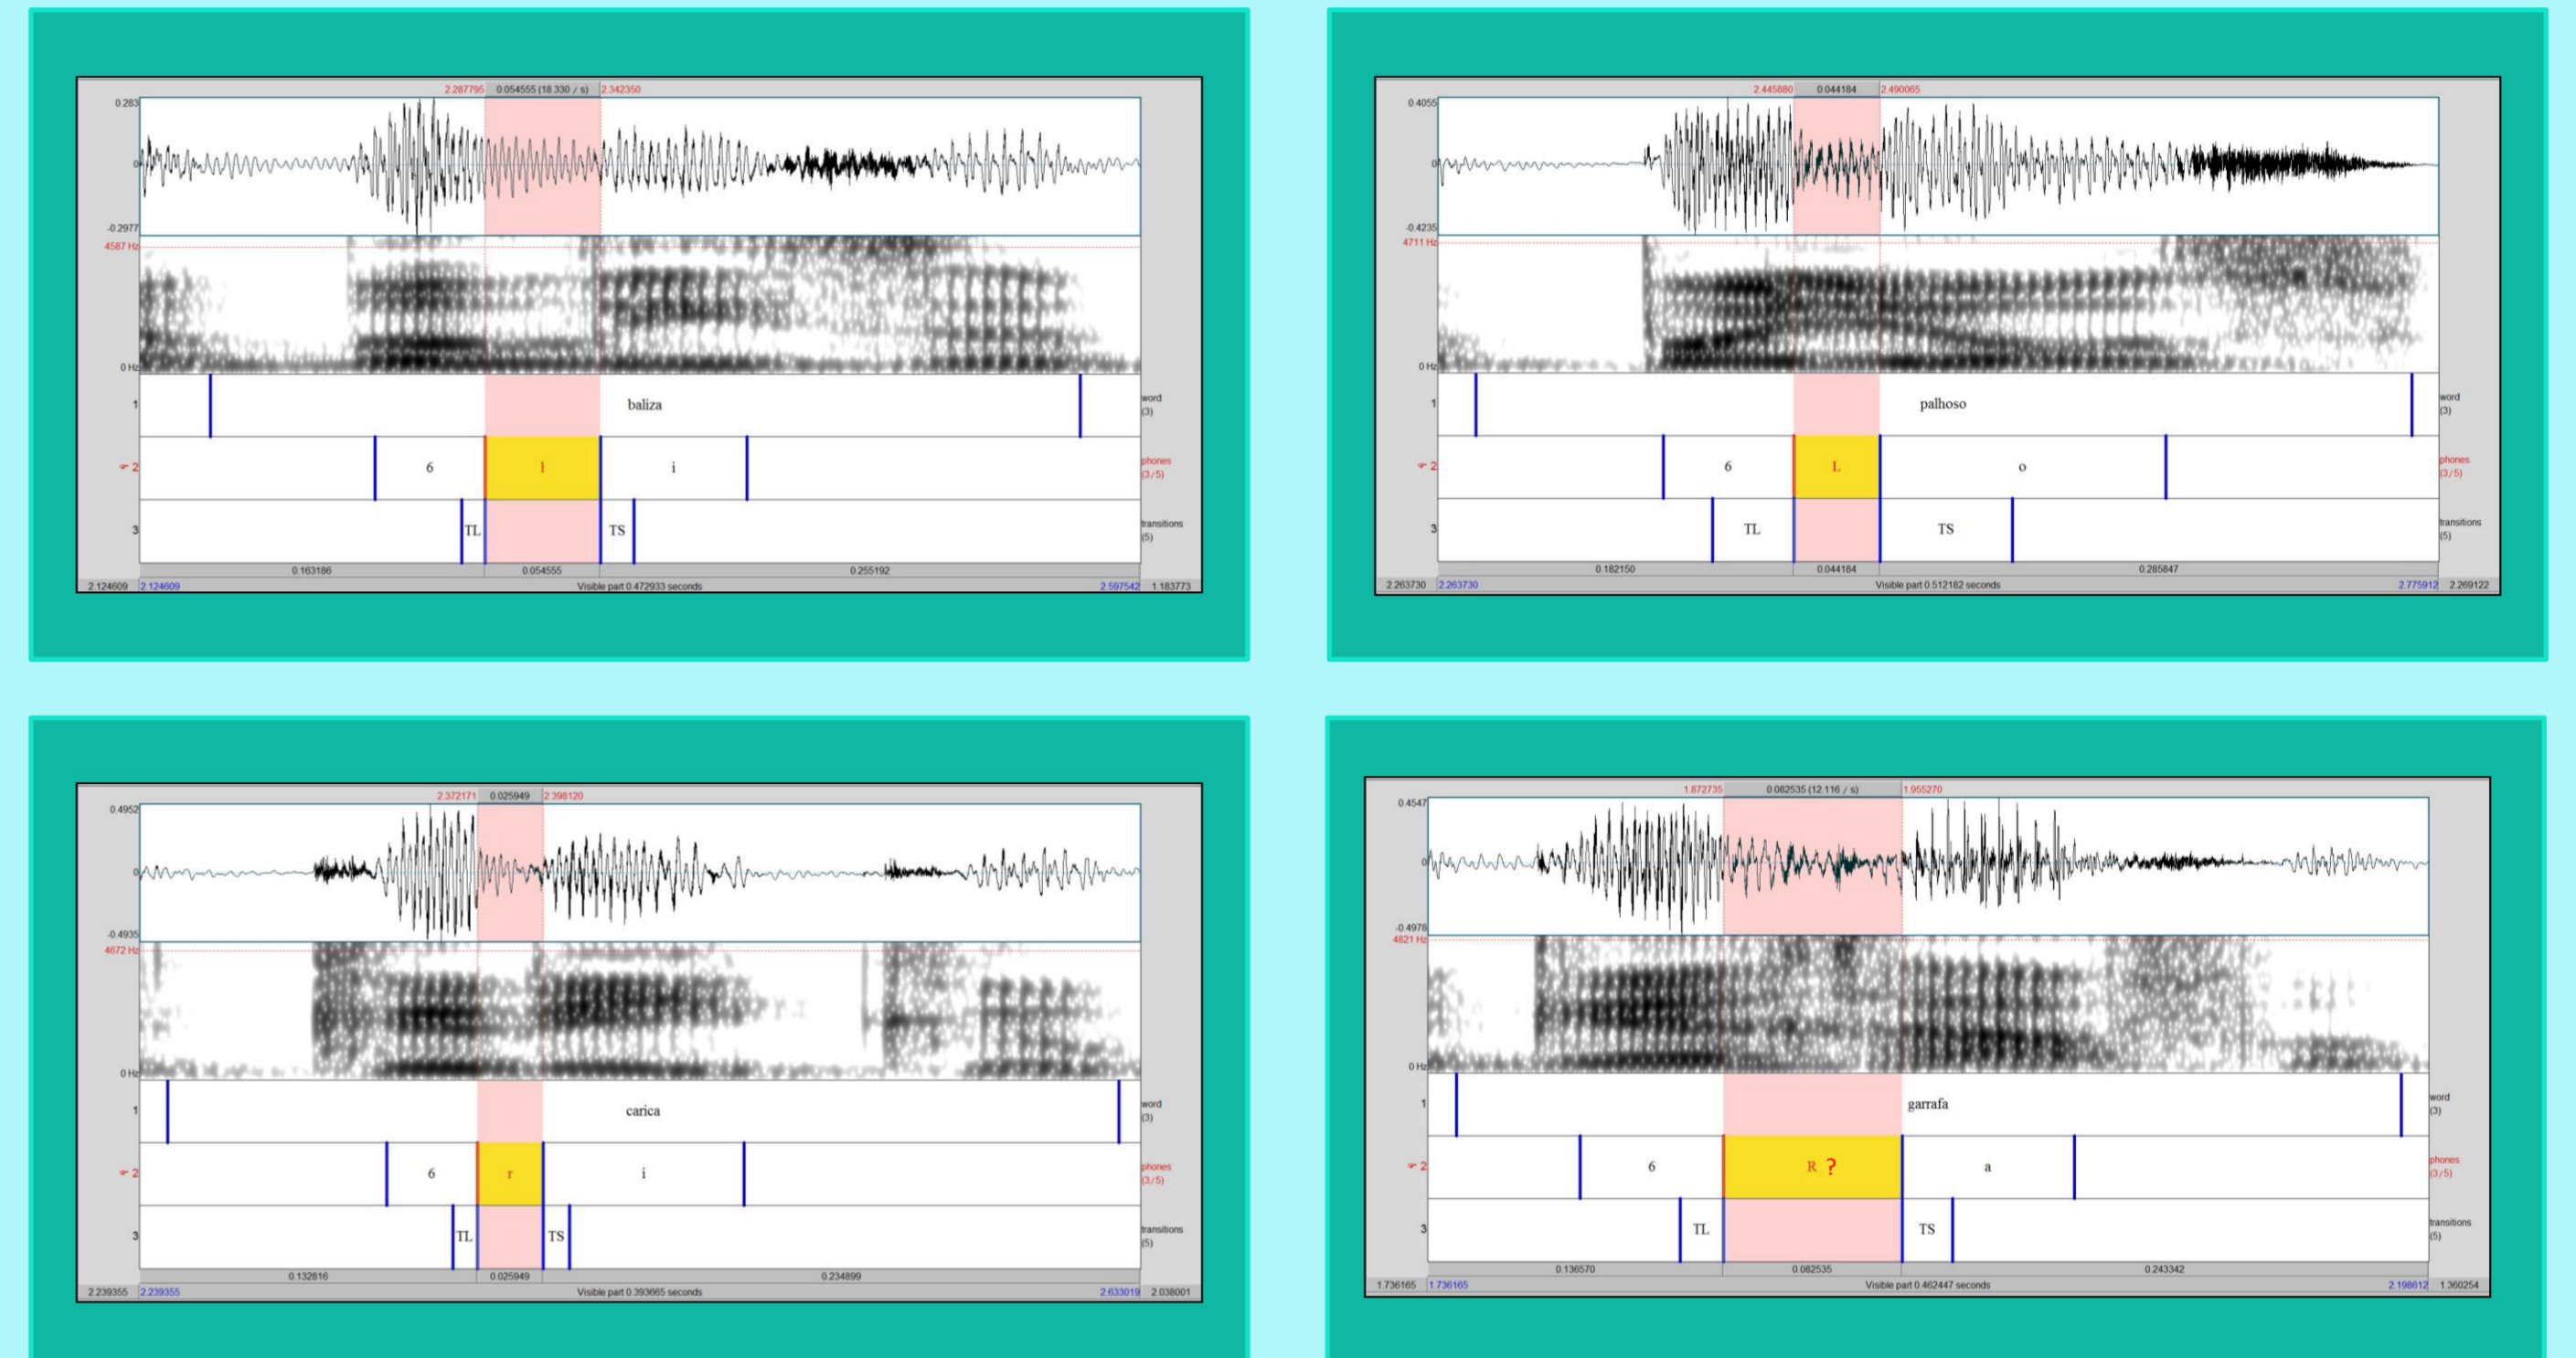 2.287795 0.054555 (18.330 / s) 2.342350
0.283
0
-0.2977
4587 Hz
0 Hz
1 baliza word (3)
2 6 l i phones (3/5)
3 TL TS transitions (5)
0.163186 0.054555 0.255192
2.124609 2.124609 Visible part 0.472933 seconds 2.597542 1.183773
2.445880 0.044184 2.490065
0.4055
0
-0.4235
4711 Hz
0 Hz
1 palhoso word (3)
2 6 L o phones (3/5)
3 TL TS transitions (5)
0.182150 0.044184 0.285847
2.263730 2.263730 Visible part 0.512182 seconds 2.775912 2.269122
2.372171 0.025949 2.398120
0.4952
0
-0.4935
4672 Hz
0 Hz
1 carica word (3)
2 6 r i phones (3/5)
3 TL TS transitions (5)
0.132816 0.025949 0.234899
2.239355 2.239355 Visible part 0.393665 seconds 2.633019 2.038001
1.872735 0.082535 (12.116 / s) 1.955270
0.4547
0
-0.4978
4821 Hz
0 Hz
1 garrafa word (3)
2 6 R ? a phones (3/5)
3 TL TS transitions (5)
0.136570 0.082535 0.243342
1.736165 1.736165 Visible part 0.462447 seconds 2.198612 1.360254